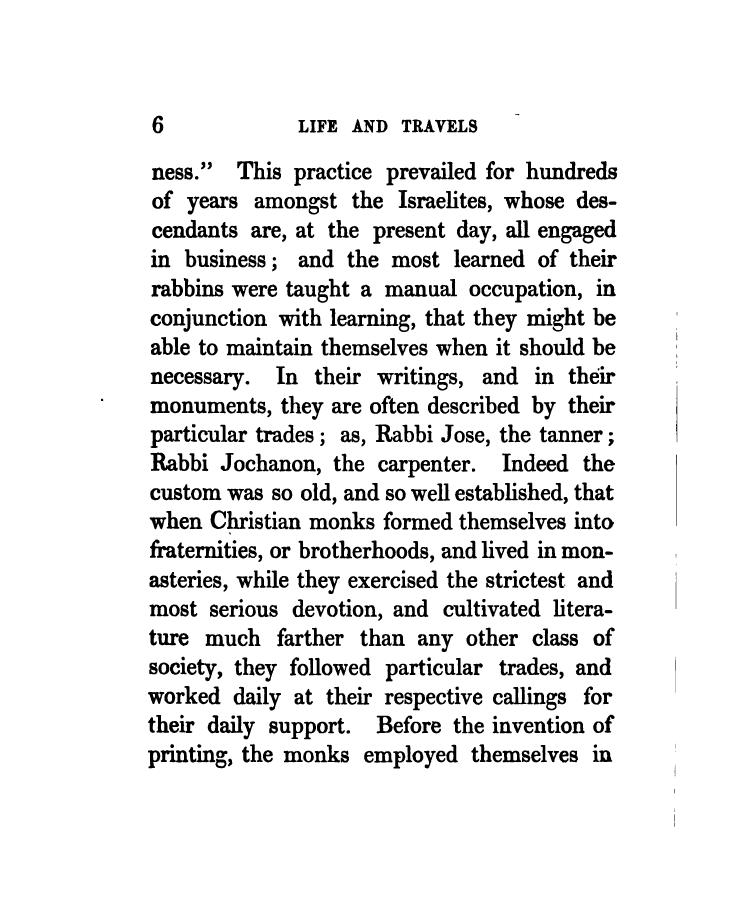 6 LIFE AND TRAVELS
ness." This practice prevailed for hundreds
of years amongst the Israelites, whose des-
cendants are, at the present day, all engaged
in business; and the most learned of their
rabbins were taught a manual occupation, in
conjunction with learning, that they might be
able to maintain themselves when it should be
necessary. In their writings, and in their
monuments, they are often described by their
particular trades; as, Rabbi Jose, the tanner;
Rabbi Jochanon, the carpenter. Indeed the
custom was so old, and so well established, that
when Christian monks formed themselves into
fraternities, or brotherhoods, and lived in mon-
asteries, while they exercised the strictest and
most serious devotion, and cultivated litera-
ture much farther than any other class of
society, they followed particular trades, and
worked daily at their respective callings for
their daily support. Before the invention of
printing, the monks employed themselves in